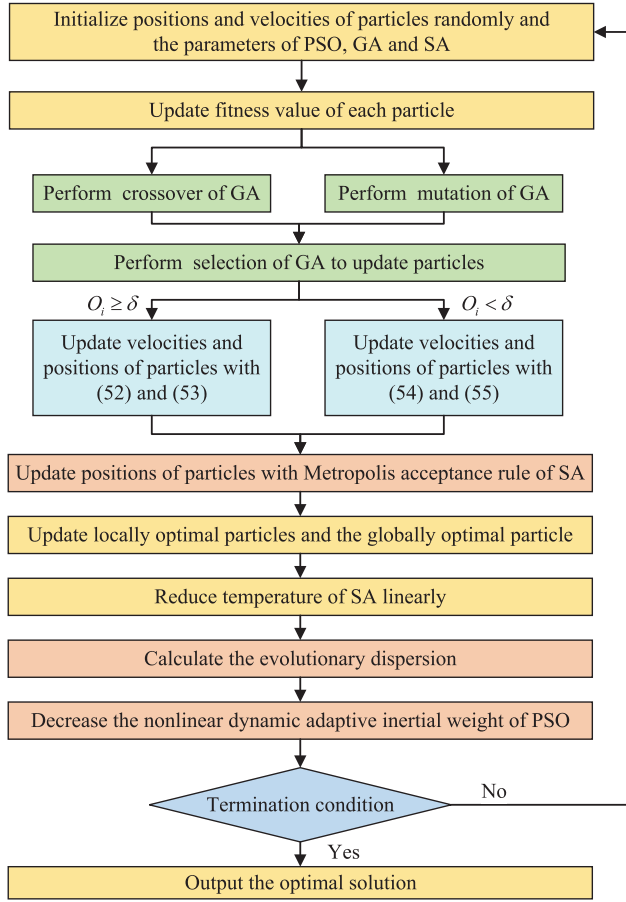 Initialize positions and velocities of particles randomly and
the parameters of PSO, GA and SA
Update fitness value of each particle
Perform crossover of GA
Perform mutation of GA
Perform selection of GA to update particles
O_i ≥ δ
O_i < δ
Update velocities and
positions of particles with
(52) and (53)
Update velocities and
positions of particles with
(54) and (55)
Update positions of particles with Metropolis acceptance rule of SA
Update locally optimal particles and the globally optimal particle
Reduce temperature of SA linearly
Calculate the evolutionary dispersion
Decrease the nonlinear dynamic adaptive inertial weight of PSO
Termination condition
No
Yes
Output the optimal solution